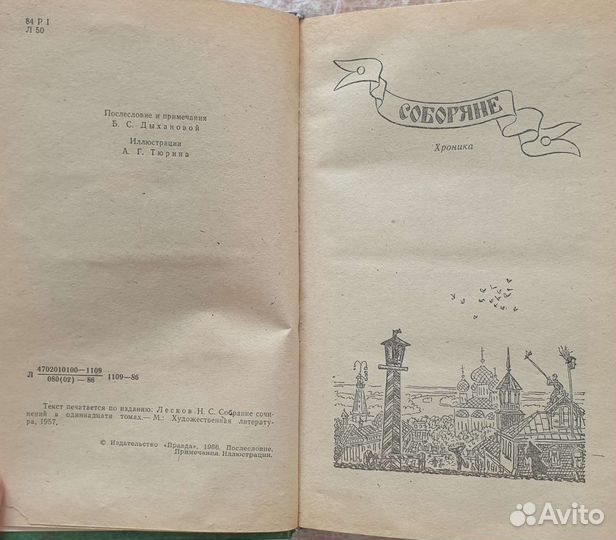 84 Р 1
Л 50
Послесловие и примечания
Б. С. Дыхановой
Иллюстрации
А. Г. Тюрина
Л 4702010100—1109
080(02)—86 1109—86
Текст печатается по изданию: Лесков Н. С. Собрание сочи-
нений в одиннадцати томах.— М.: Художественная литерату-
ра, 1957.
© Издательство «Правда», 1986. Послесловие.
Примечания. Иллюстрации.
СОБОРЯНЕ
Хроника
Avito